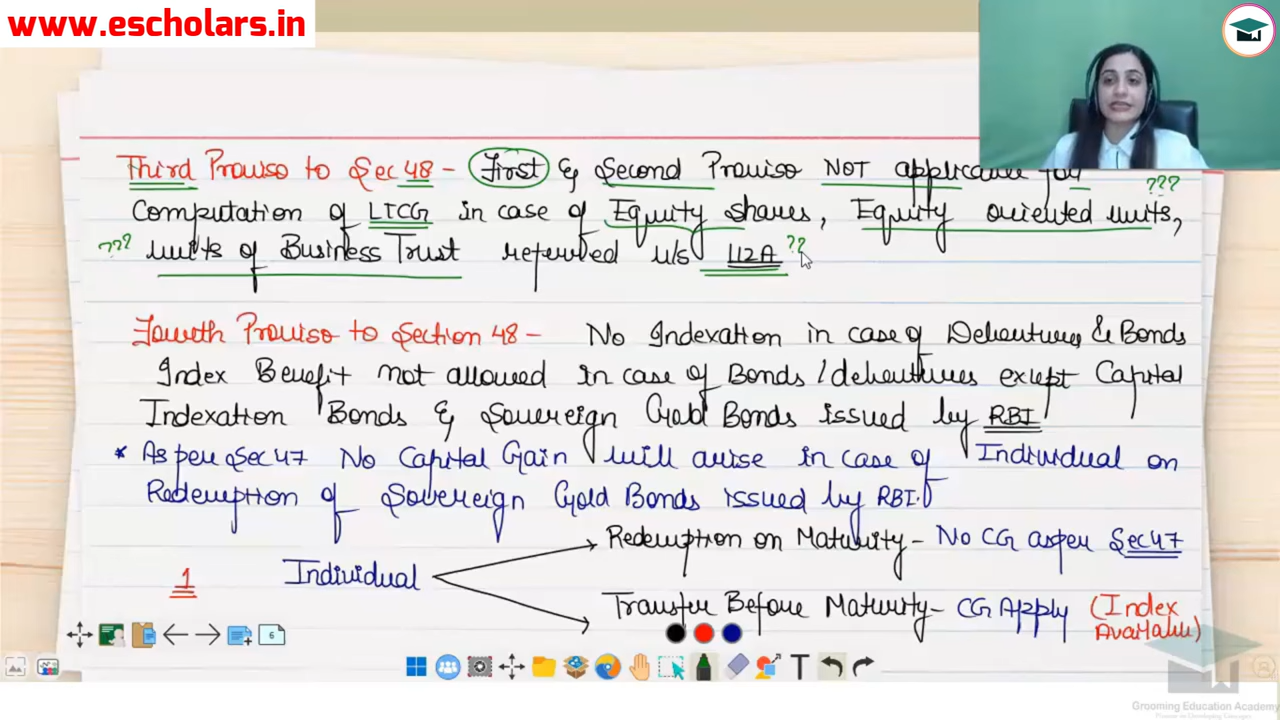 www.escholars.in
Third Proviso to Sec 48 - First & Second Proviso NOT applicable for
???
Computation of LTCG in case of Equity shares, Equity oriented units,
??? units of Business Trust referred u/s 112A ??
Fourth Proviso to Section 48 - No Indexation in case of Debentures & Bonds
Index Benefit not allowed in case of Bonds/debentures except Capital
Indexation Bonds & Sovereign Gold Bonds issued by RBI
* As per Sec 47 No Capital Gain will arise in case of Individual on
Redemption of Sovereign Gold Bonds issued by RBI.
Redemption on Maturity - No CG as per Sec 47
1 Individual
Transfer Before Maturity - CG Apply (Index
Available)
6
T
Grooming Education Academy